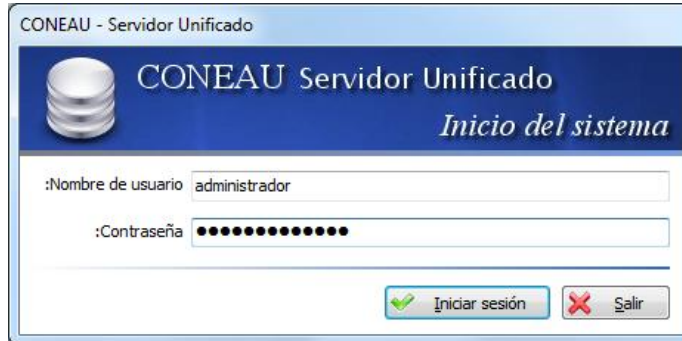 CONEAU - Servidor Unificado
CONEAU Servidor Unificado
Inicio del sistema
:Nombre de usuario administrador
:Contraseña ●●●●●●●●●●●●●
Iniciar sesión Salir